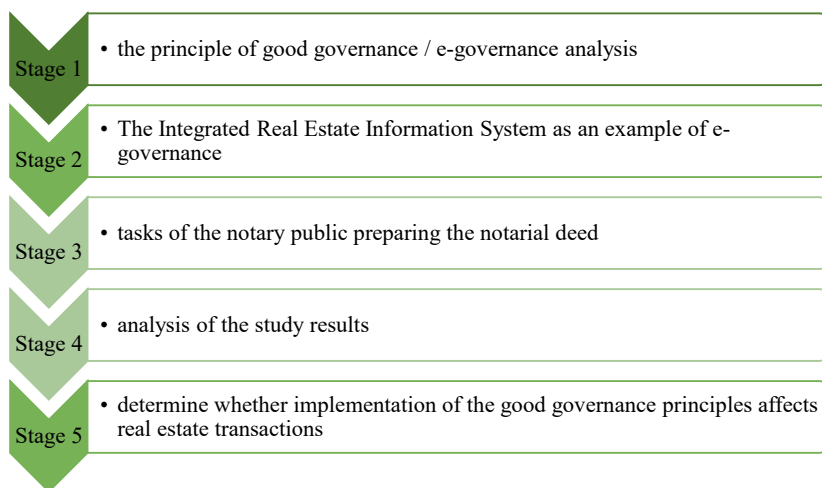 Stage 1
• the principle of good governance / e-governance analysis
Stage 2
• The Integrated Real Estate Information System as an example of e-
governance
Stage 3
• tasks of the notary public preparing the notarial deed
Stage 4
• analysis of the study results
Stage 5
• determine whether implementation of the good governance principles affects
real estate transactions